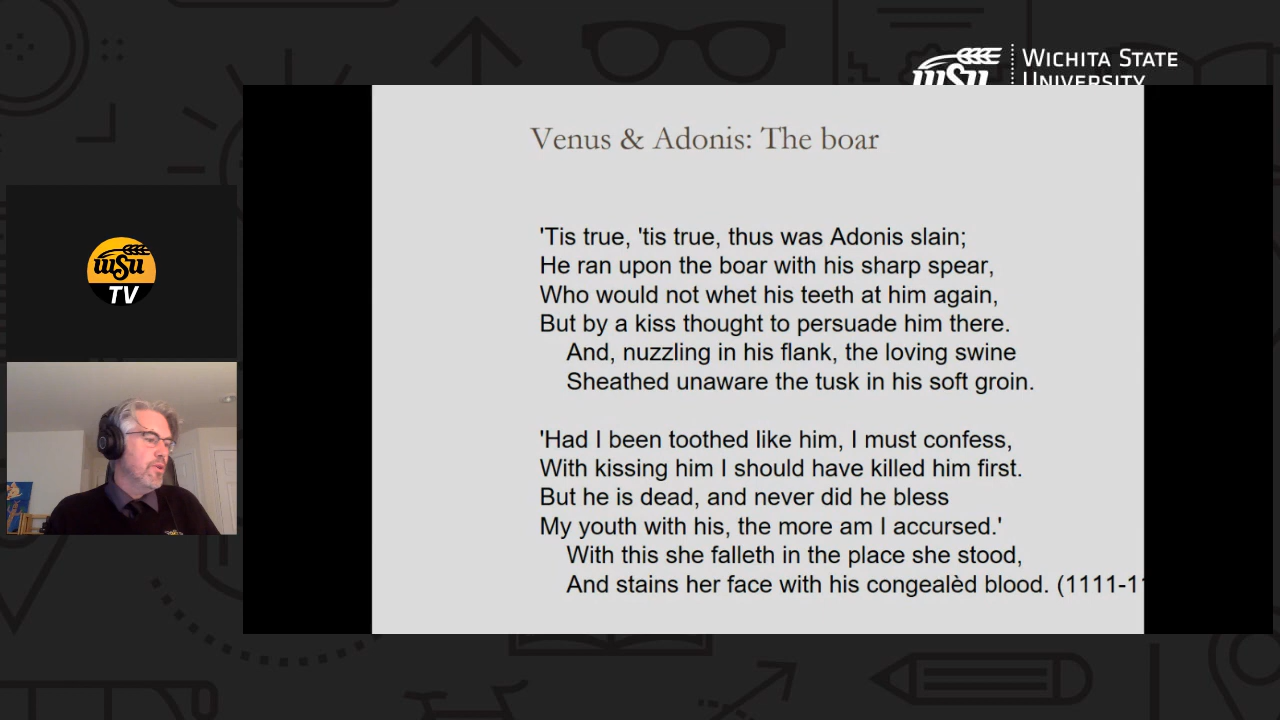 WSU
WICHITA STATE
UNIVERSITY
Venus & Adonis: The boar
'Tis true, 'tis true, thus was Adonis slain;
He ran upon the boar with his sharp spear,
Who would not whet his teeth at him again,
But by a kiss thought to persuade him there.
And, nuzzling in his flank, the loving swine
Sheathed unaware the tusk in his soft groin.
'Had I been toothed like him, I must confess,
With kissing him I should have killed him first.
But he is dead, and never did he bless
My youth with his, the more am I accursed.'
With this she falleth in the place she stood,
And stains her face with his congealèd blood. (1111-11
wsu
TV